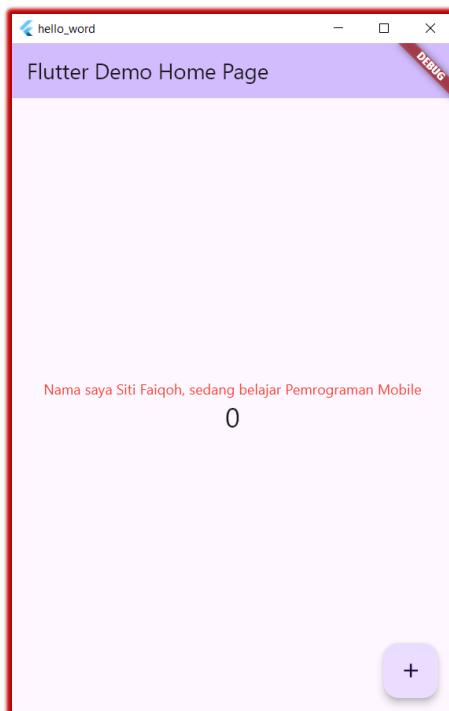 hello_word
Flutter Demo Home Page
DEBUG
Nama saya Siti Faiqoh, sedang belajar Pemrograman Mobile
0
+